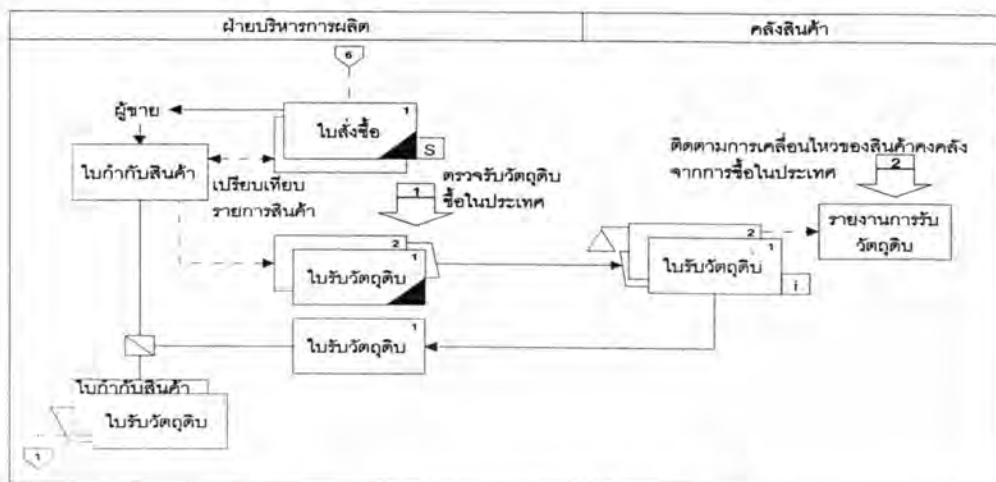 ฝ่ายบริหารการผลิต
คลังสินค้า
6
ผู้ขาย
1
ใบสั่งซื้อ
S
ใบกำกับสินค้า
เปรียบเทียบ
รายการสินค้า
1
ตรวจรับวัตถุดิบ
ซื้อในประเทศ
ติดตามการเคลื่อนไหวของสินค้าคงคลัง
จากการซื้อในประเทศ
2
รายงานการรับ
วัตถุดิบ
2
1
ใบรับวัตถุดิบ
2
1
ใบรับวัตถุดิบ
i
1
ใบรับวัตถุดิบ
ใบกำกับสินค้า
ใบรับวัตถุดิบ
1